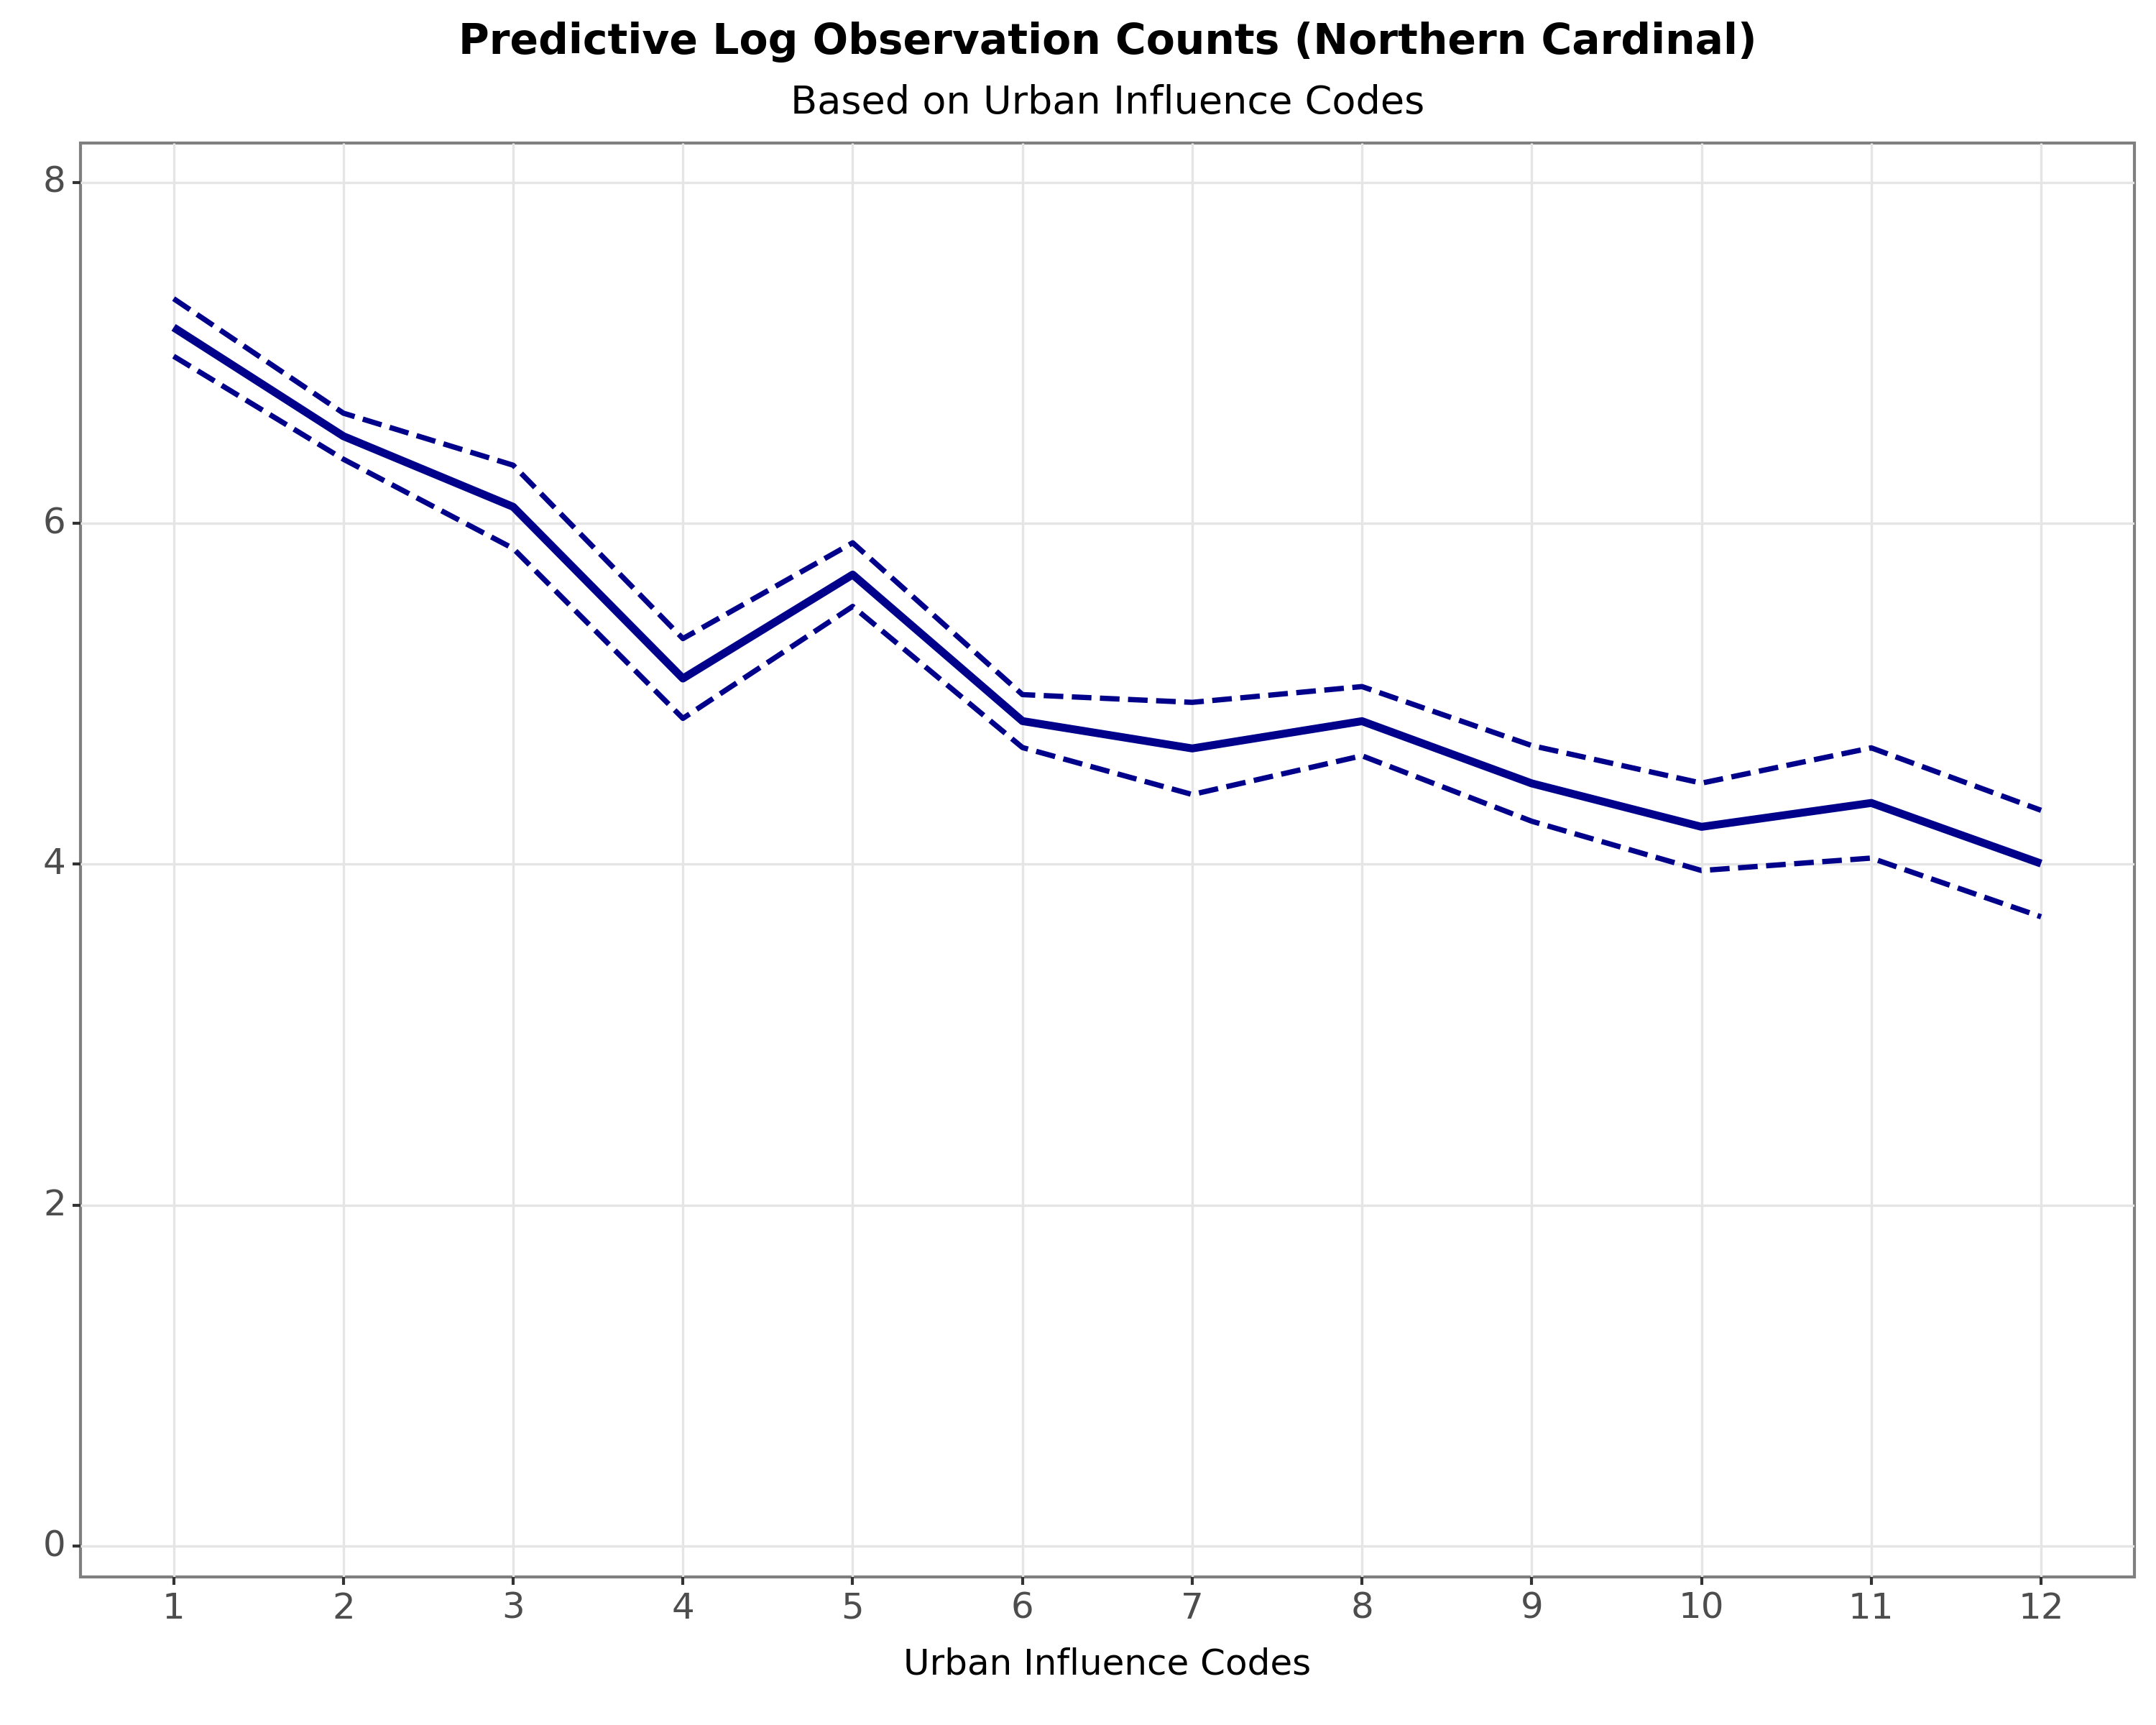 Predictive Log Observation Counts (Northern Cardinal)
Based on Urban Influence Codes
8
6
4
2
0
1 2 3 4 5 6 7 8 9 10 11 12
Urban Influence Codes